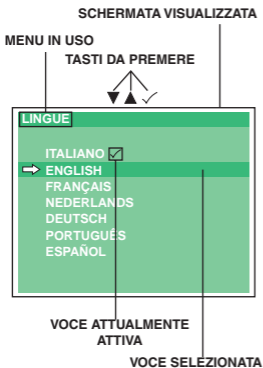 SCHERMATA VISUALIZZATA
MENU IN USO
TASTI DA PREMERE
LINGUE
ITALIANO
ENGLISH
FRANÇAIS
NEDERLANDS
DEUTSCH
PORTUGUÊS
ESPAÑOL
VOCE ATTUALMENTE
ATTIVA
VOCE SELEZIONATA